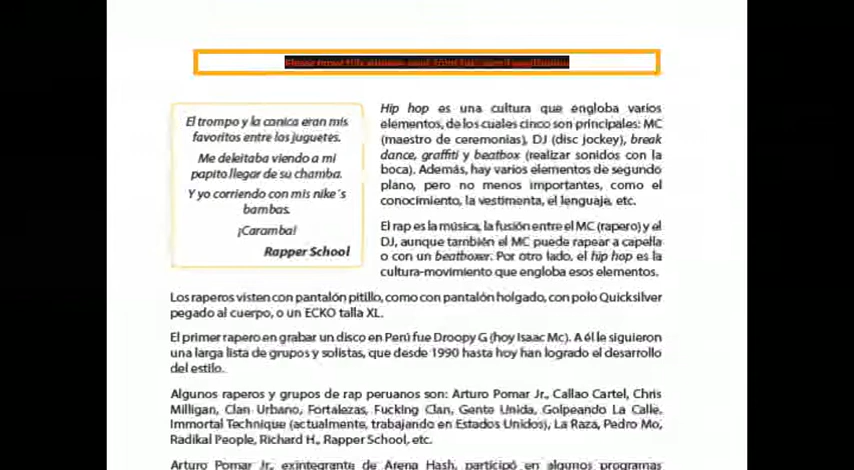 El trompo y la canica eran mis
favoritos entre los juguetes.
Me deleitaba viendo a mi
papito llegar de su chamba.
Y yo corriendo con mis nike´s
bambas.
¡Caramba!
Rapper School
Hip hop es una cultura que engloba varios
elementos, de los cuales cinco son principales: MC
(maestro de ceremonias), DJ (disc jockey), break
dance, graffiti y beatbox (realizar sonidos con la
boca). Además, hay varios elementos de segundo
plano, pero no menos importantes, como el
conocimiento, la vestimenta, el lenguaje, etc.
El rap es la música, la fusión entre el MC (rapero) y el
DJ, aunque también el MC puede rapear a capella
o con un beatboxer. Por otro lado, el hip hop es la
cultura-movimiento que engloba esos elementos.
Los raperos visten con pantalón pitillo, como con pantalón holgado, con polo Quicksilver
pegado al cuerpo, o un ECKO talla XL.
El primer rapero en grabar un disco en Perú fue Droopy G (hoy Isaac Mc). A él le siguieron
una larga lista de grupos y solistas, que desde 1990 hasta hoy han logrado el desarrollo
del estilo.
Algunos raperos y grupos de rap peruanos son: Arturo Pomar Jr., Callao Cartel, Chris
Milligan, Clan Urbano, Fortalezas, Fucking Clan, Gente Unida, Golpeando La Calle,
Immortal Technique (actualmente, trabajando en Estados Unidos), La Raza, Pedro Mo,
Radikal People, Richard H., Rapper School, etc.
Arturo Pomar Jr., exintegrante de Arena Hash, participó en algunos programas